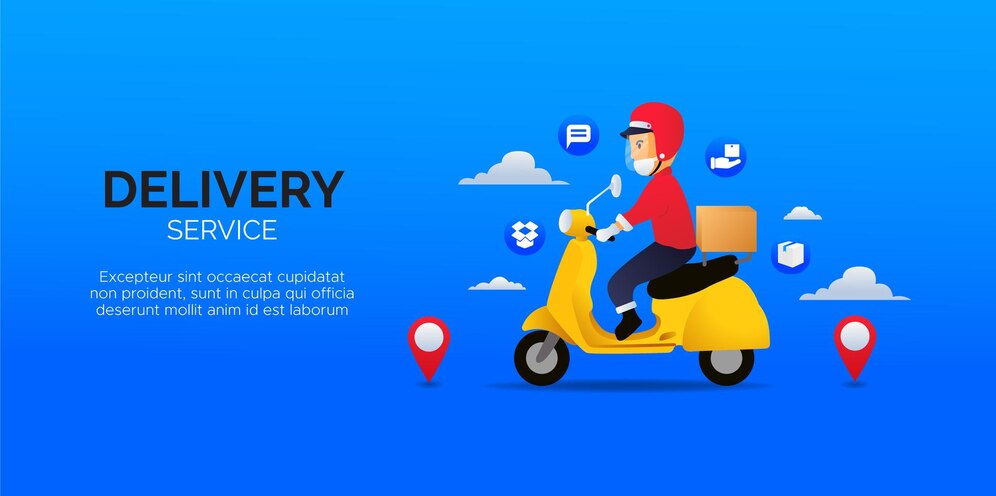 DELIVERY
SERVICE
Excepteur sint occaecat cupidatat
non proident, sunt in culpa qui officia
deserunt mollit anim id est laborum